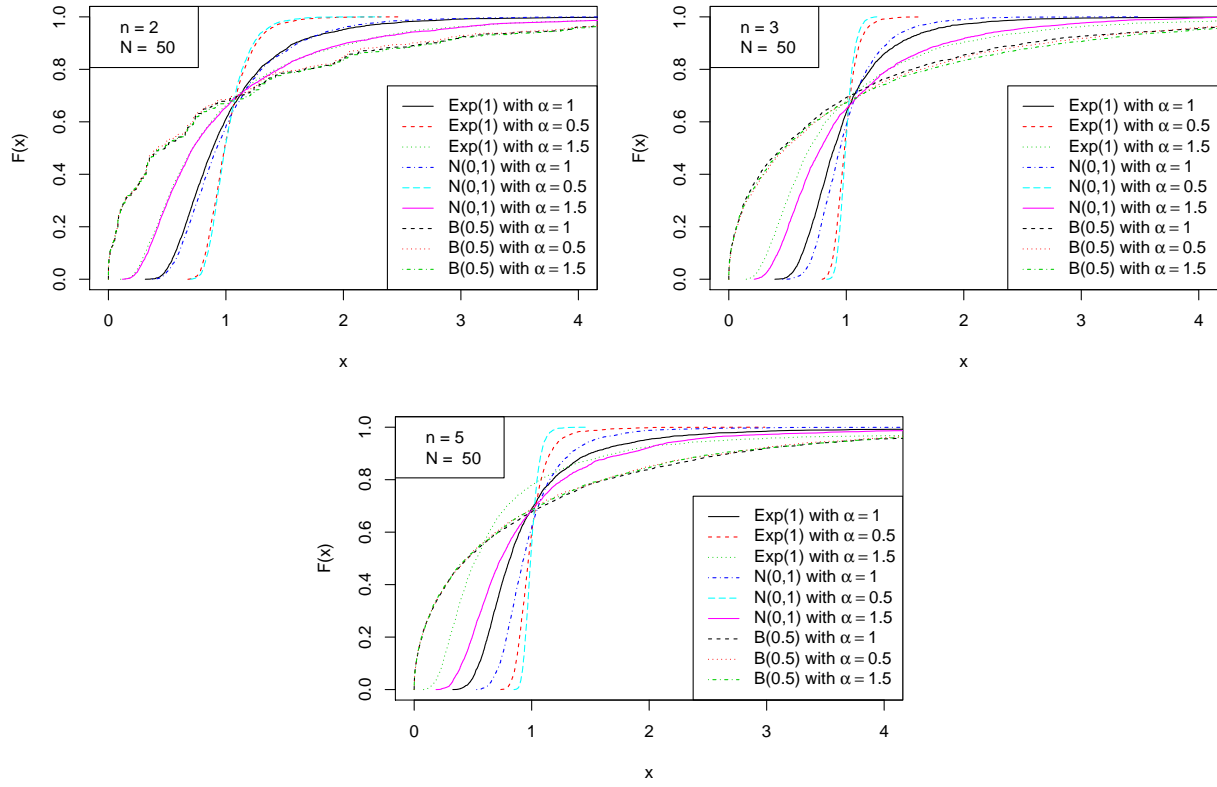 n = 2
N = 50
F(x)
0.0 0.2 0.4 0.6 0.8 1.0
Exp(1) with α = 1
Exp(1) with α = 0.5
Exp(1) with α = 1.5
N(0,1) with α = 1
N(0,1) with α = 0.5
N(0,1) with α = 1.5
B(0.5) with α = 1
B(0.5) with α = 0.5
B(0.5) with α = 1.5
0 1 2 3 4
x
n = 3
N = 50
F(x)
0.0 0.2 0.4 0.6 0.8 1.0
Exp(1) with α = 1
Exp(1) with α = 0.5
Exp(1) with α = 1.5
N(0,1) with α = 1
N(0,1) with α = 0.5
N(0,1) with α = 1.5
B(0.5) with α = 1
B(0.5) with α = 0.5
B(0.5) with α = 1.5
0 1 2 3 4
x
n = 5
N = 50
F(x)
0.0 0.2 0.4 0.6 0.8 1.0
Exp(1) with α = 1
Exp(1) with α = 0.5
Exp(1) with α = 1.5
N(0,1) with α = 1
N(0,1) with α = 0.5
N(0,1) with α = 1.5
B(0.5) with α = 1
B(0.5) with α = 0.5
B(0.5) with α = 1.5
0 1 2 3 4
x